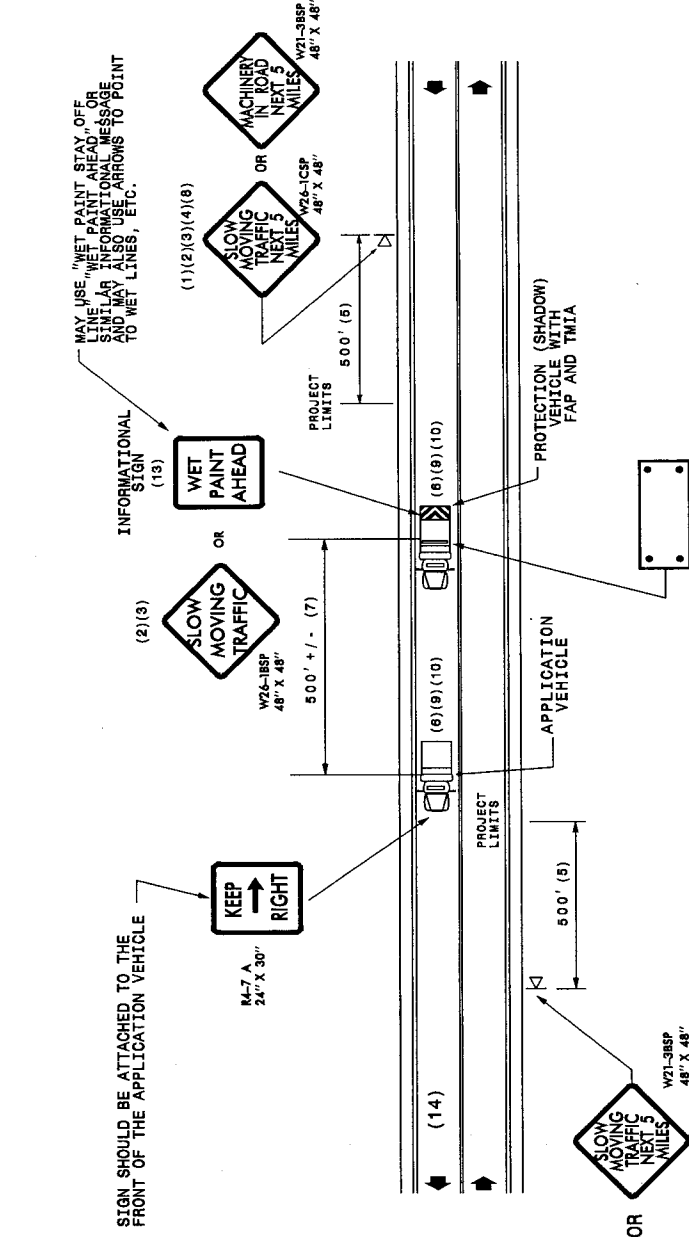 MAY USE "WET PAINT STAY OFF
LINE" "WET PAINT AHEAD", OR
SIMILAR INFORMATIONAL MESSAGE
AND MAY ALSO USE ARROWS TO POINT
TO WET LINES, ETC.
SIGN SHOULD BE ATTACHED TO THE
FRONT OF THE APPLICATION VEHICLE
KEEP
RIGHT
R4-7 A
24" X 30"
(2)(3)
SLOW
MOVING
TRAFFIC
W26-1BSP
48" X 48"
OR
INFORMATIONAL
SIGN
(13)
WET
PAINT
AHEAD
(1)(2)(3)(4)(8)
SLOW
MOVING
TRAFFIC
NEXT 5
MILES
W26-1CSP
48" X 48"
OR
MACHINERY
IN ROAD
NEXT 5
MILES
W21-3BSP
48" X 48"
500' +/- (7)
PROJECT
LIMITS
500' (5)
(14)
(6)(9)(10)
(6)(9)(10)
PROJECT
LIMITS
500' (5)
APPLICATION
VEHICLE
PROTECTION (SHADOW)
VEHICLE WITH
FAP AND TMIA
OR
SLOW
MOVING
TRAFFIC
NEXT 5
MILES
W21-3BSP
48" X 48"